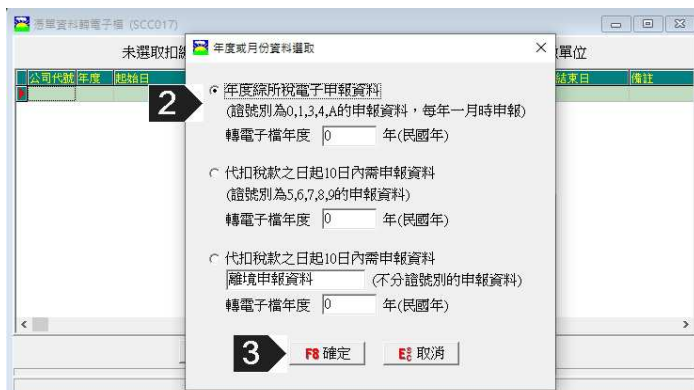 憑單資料轉電子檔 (SCC017)
未選取扣繳
單位
公司代號 年度 起始日
結束日 備註
年度或月份資料選取
2
年度綜所稅電子申報資料
(證號別為0,1,3,4,A的申報資料,每年一月時申報)
轉電子檔年度 0 年(民國年)
代扣稅款之日起10日內需申報資料
(證號別為5,6,7,8,9的申報資料)
轉電子檔年度 0 年(民國年)
代扣稅款之日起10日內需申報資料
離境申報資料 (不分證號別的申報資料)
轉電子檔年度 0 年(民國年)
3
F8 確定
Esc 取消